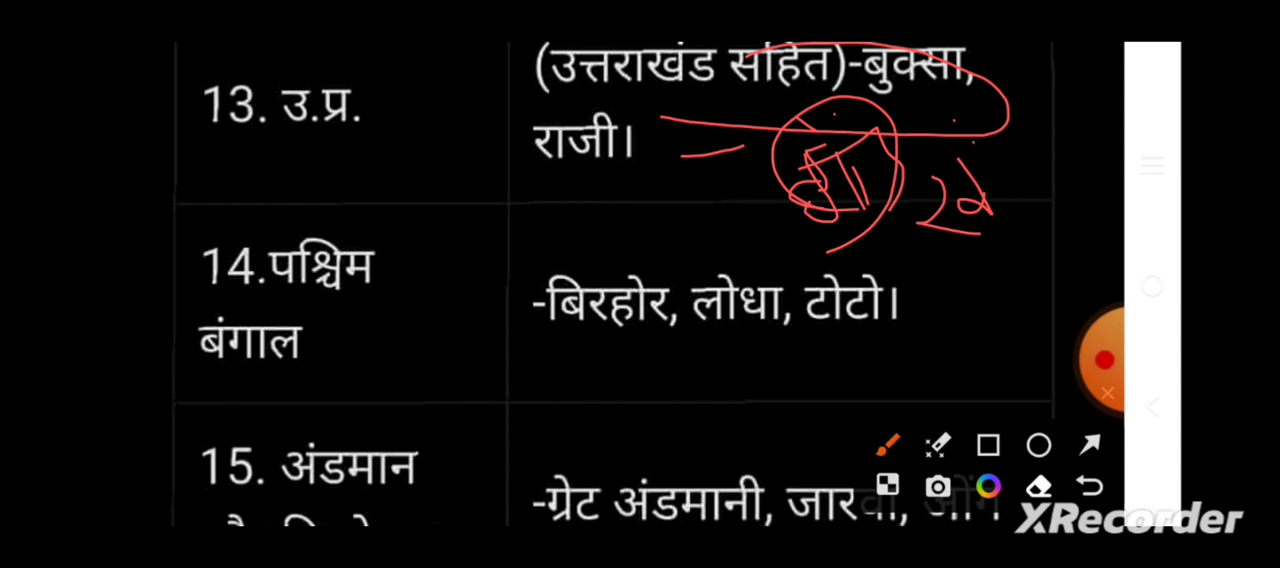 13. उ.प्र.
(उत्तराखंड सहित)-बुक्सा,
राजी।
14.पश्चिम
बंगाल
-बिरहोर, लोधा, टोटो।
15. अंडमान
-ग्रेट अंडमानी, जारवा,
XRecorder